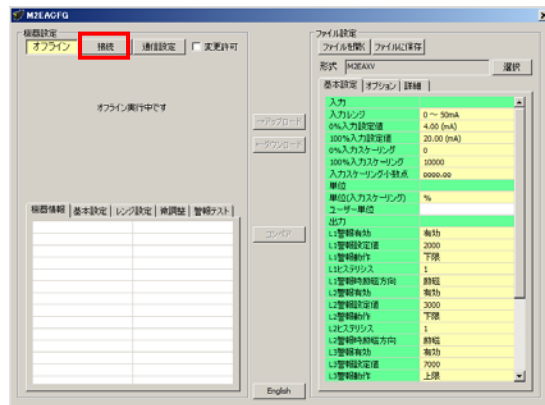 M2EACFG
機器設定
オフライン 接続 通信設定 変更許可
オフライン実行中です
→アップロード
←ダウンロード
コンペア
English
機器情報 基本設定 レンジ設定 微調整 警報テスト
ファイル設定
ファイルを開く ファイルに保存
形式 M2EAXV 選択
基本設定 オプション 詳細
入力
入力レンジ 0 ～ 50mA
0%入力設定値 4.00 (mA)
100%入力設定値 20.00 (mA)
0%入力スケーリング 0
100%入力スケーリング 10000
入力スケーリング小数点 0000.00
単位
単位(入力スケーリング) %
ユーザー単位
出力
L1警報有効 有効
L1警報設定値 2000
L1警報動作 下限
L1ヒステリシス 1
L1警報時励磁方向 励磁
L2警報有効 有効
L2警報設定値 3000
L2警報動作 下限
L2ヒステリシス 1
L2警報時励磁方向 励磁
L3警報有効 有効
L3警報設定値 7000
L3警報動作 上限